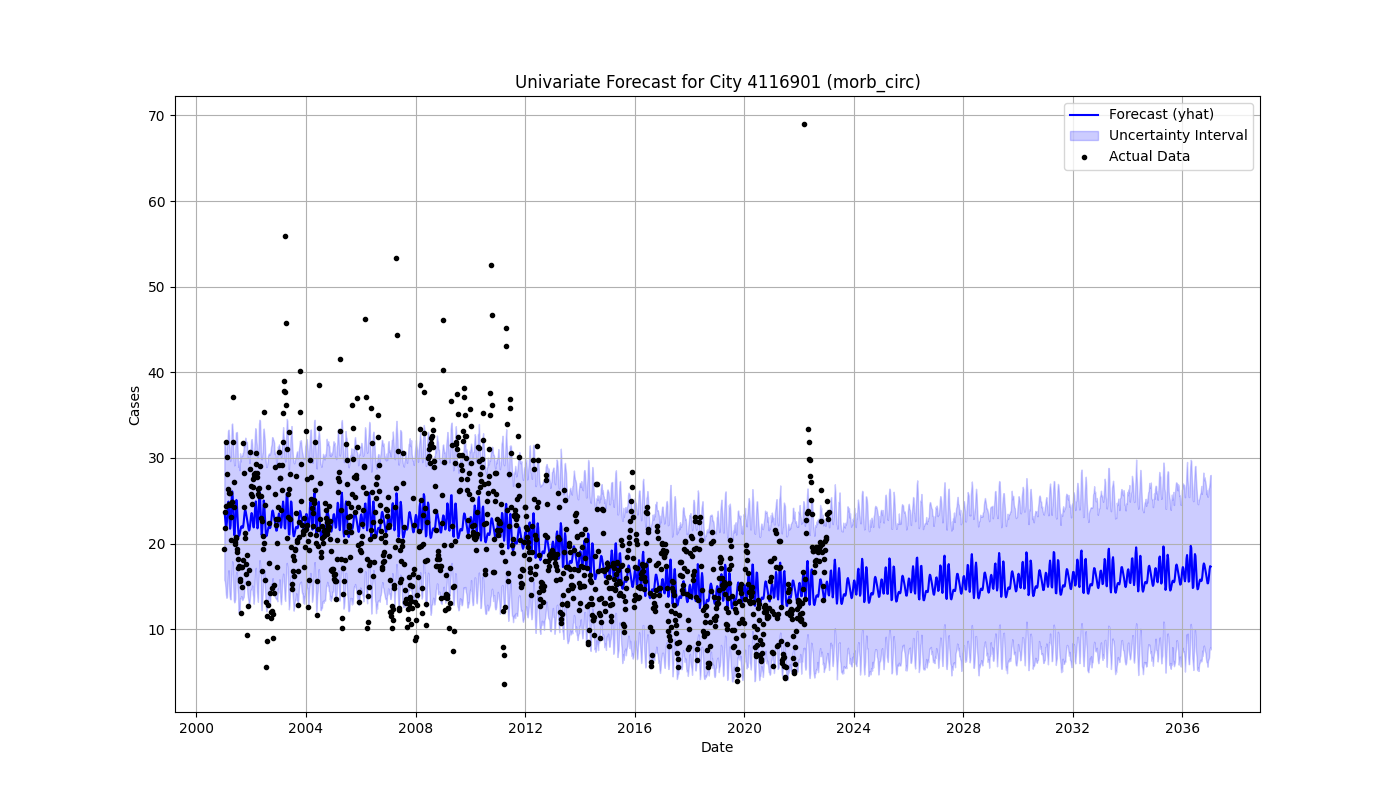 Univariate Forecast for City 4116901 (morb_circ)
Forecast (yhat)
Uncertainty Interval
Actual Data
70
60
50
40
30
20
10
Cases
2000 2004 2008 2012 2016 2020 2024 2028 2032 2036
Date